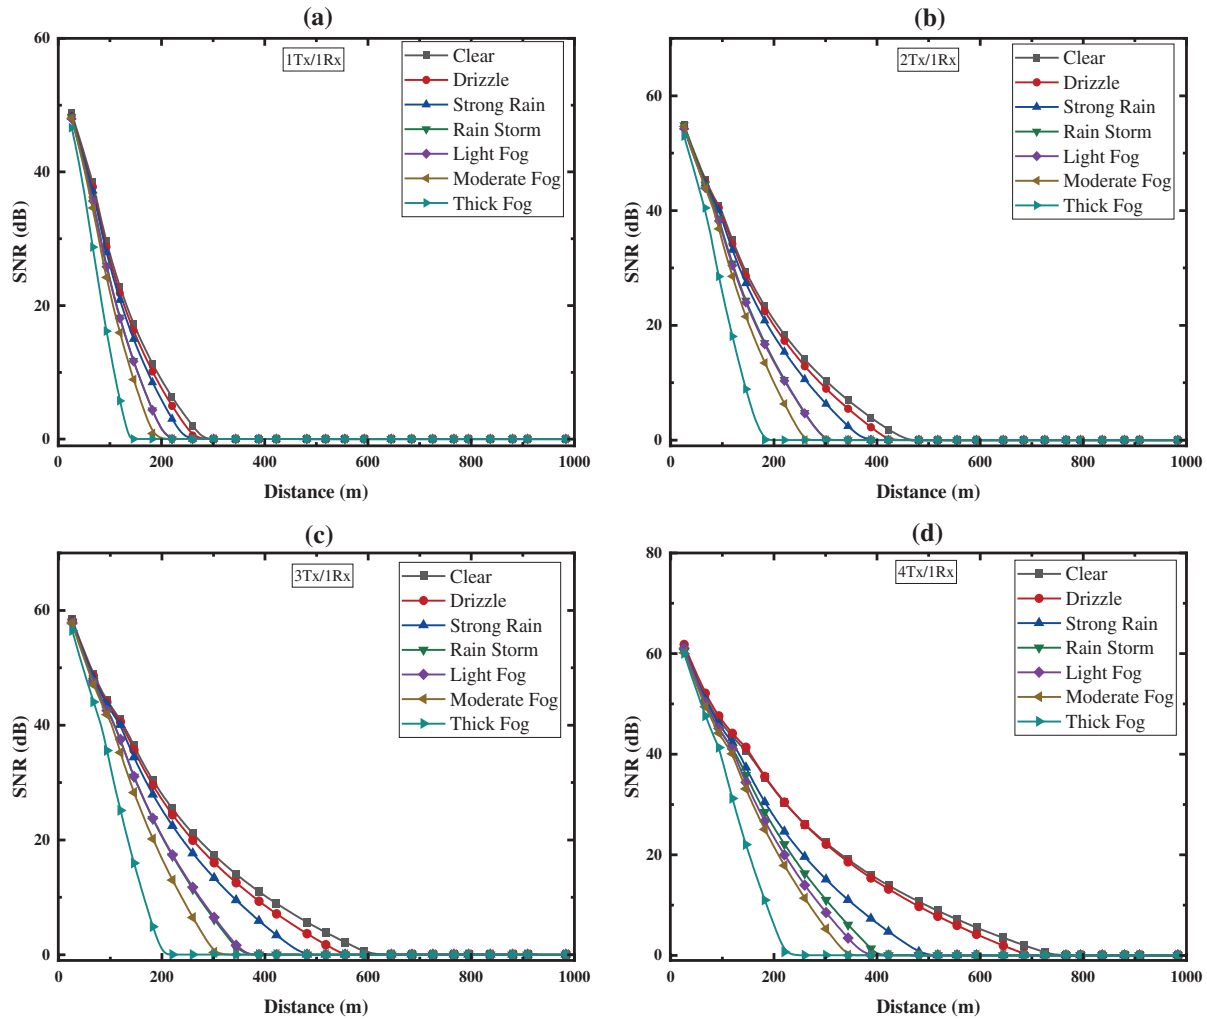 (a)
60
40
20
0
SNR (dB)
1Tx/1Rx
Clear
Drizzle
Strong Rain
Rain Storm
Light Fog
Moderate Fog
Thick Fog
0 200 400 600 800 1000
Distance (m)
(b)
60
40
20
0
SNR (dB)
2Tx/1Rx
Clear
Drizzle
Strong Rain
Rain Storm
Light Fog
Moderate Fog
Thick Fog
0 200 400 600 800 1000
Distance (m)
(c)
60
40
20
0
SNR (dB)
3Tx/1Rx
Clear
Drizzle
Strong Rain
Rain Storm
Light Fog
Moderate Fog
Thick Fog
0 200 400 600 800 1000
Distance (m)
(d)
80
60
40
20
0
SNR (dB)
4Tx/1Rx
Clear
Drizzle
Strong Rain
Rain Storm
Light Fog
Moderate Fog
Thick Fog
0 200 400 600 800 1000
Distance (m)